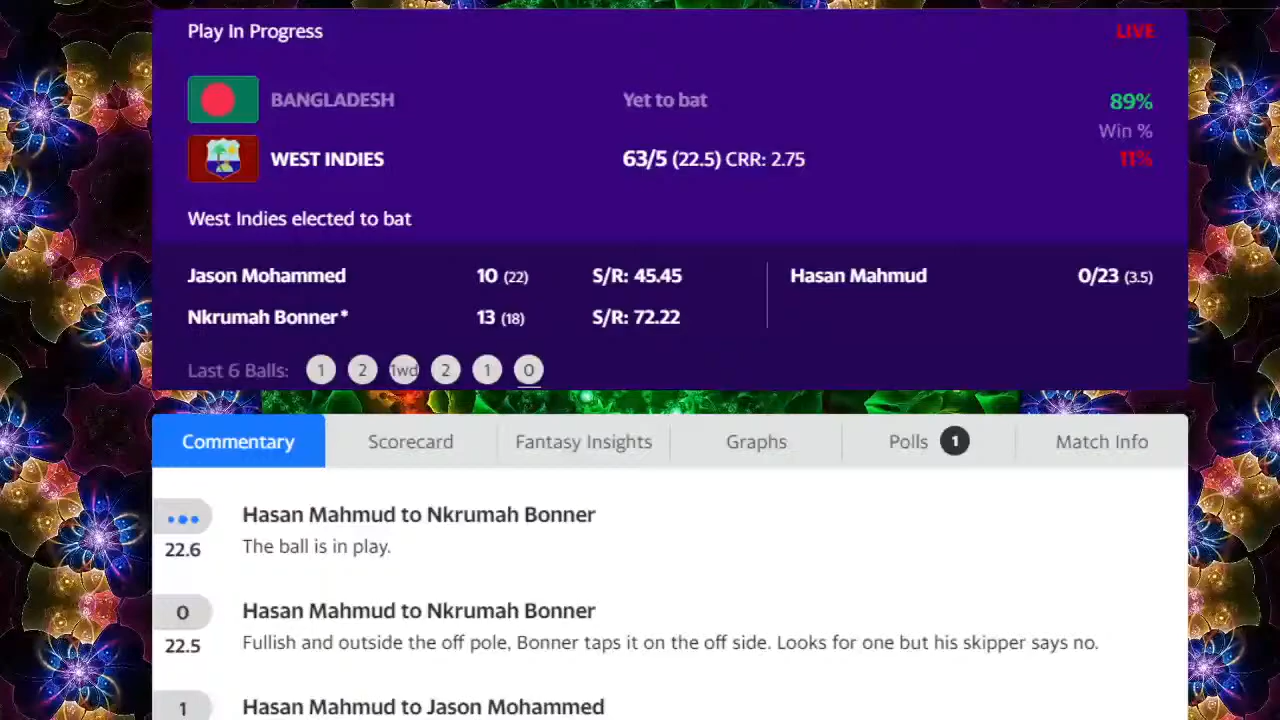 Play In Progress LIVE
BANGLADESH Yet to bat 89%
Win %
WEST INDIES 63/5 (22.5) CRR: 2.75 11%
West Indies elected to bat
Jason Mohammed 10 (22) S/R: 45.45 Hasan Mahmud 0/23 (3.5)
Nkrumah Bonner* 13 (18) S/R: 72.22
Last 6 Balls: 1 2 1wd 2 1 0
Commentary Scorecard Fantasy Insights Graphs Polls 1 Match Info
Hasan Mahmud to Nkrumah Bonner
22.6 The ball is in play.
0 Hasan Mahmud to Nkrumah Bonner
22.5 Fullish and outside the off pole, Bonner taps it on the off side. Looks for one but his skipper says no.
1 Hasan Mahmud to Jason Mohammed